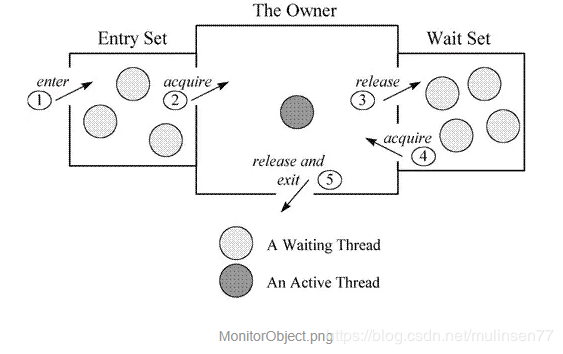 The Owner
Entry Set
Wait Set
enter
1
acquire
2
release
3
acquire
4
release and
exit
5
A Waiting Thread
An Active Thread
MonitorObject.png
https://blog.csdn.net/mulinsen77